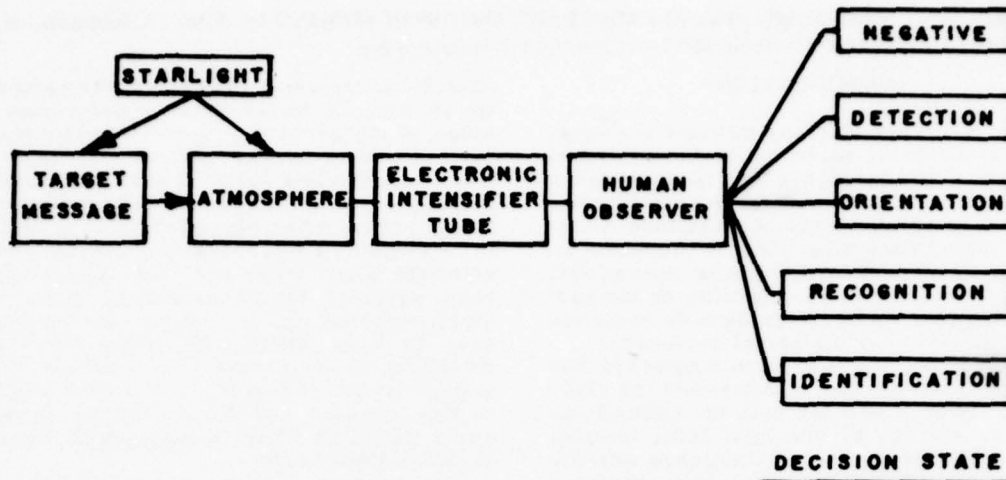 NEGATIVE
STARLIGHT
DETECTION
TARGET
MESSAGE
ATMOSPHERE
ELECTRONIC
INTENSIFIER
TUBE
HUMAN
OBSERVER
ORIENTATION
RECOGNITION
IDENTIFICATION
DECISION STATE